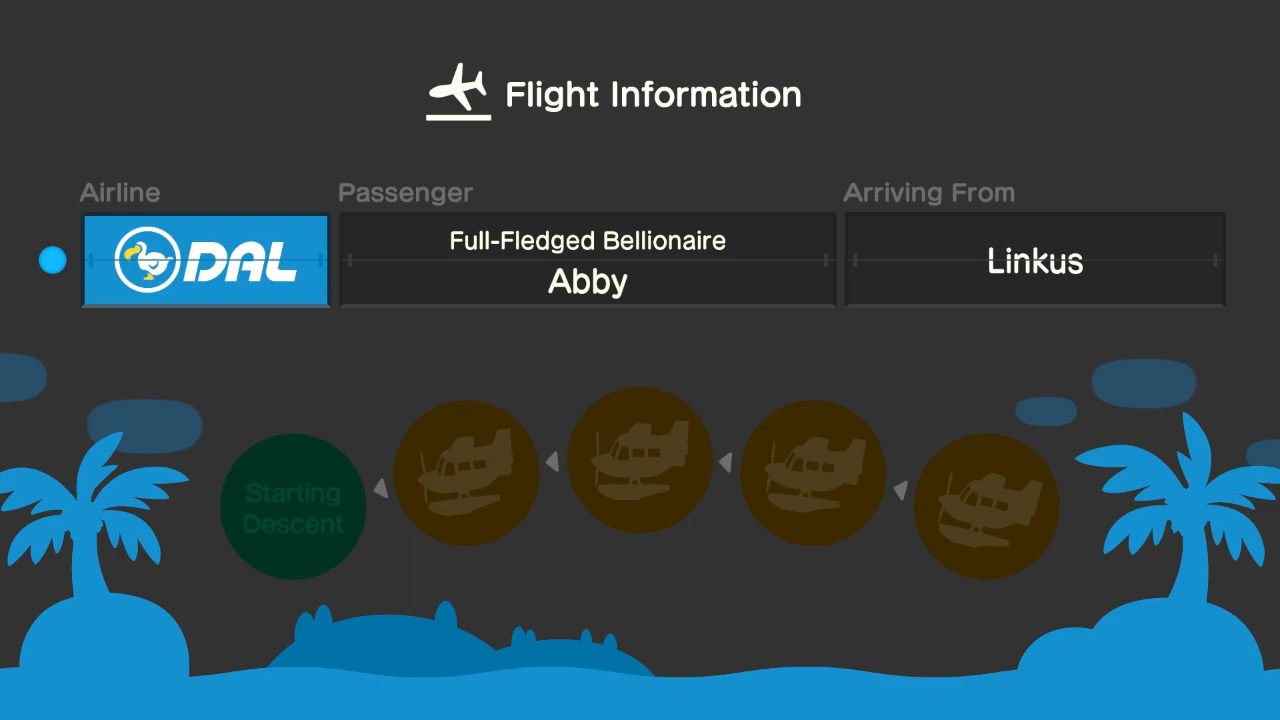 Flight Information
Airline
Passenger
Arriving From
DAL
Full-Fledged Bellionaire
Abby
Linkus
Starting
Descent